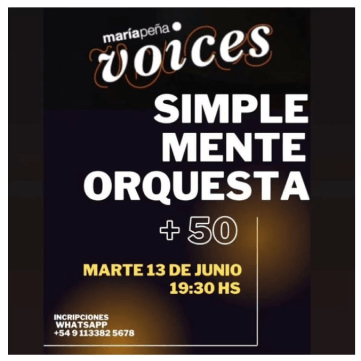 maríapeña
voices
SIMPLE
MENTE
ORQUESTA
+ 50
MARTE 13 DE JUNIO
19:30 HS
INCRIPCIONES
WHATSAPP
+54 9 113382 5678